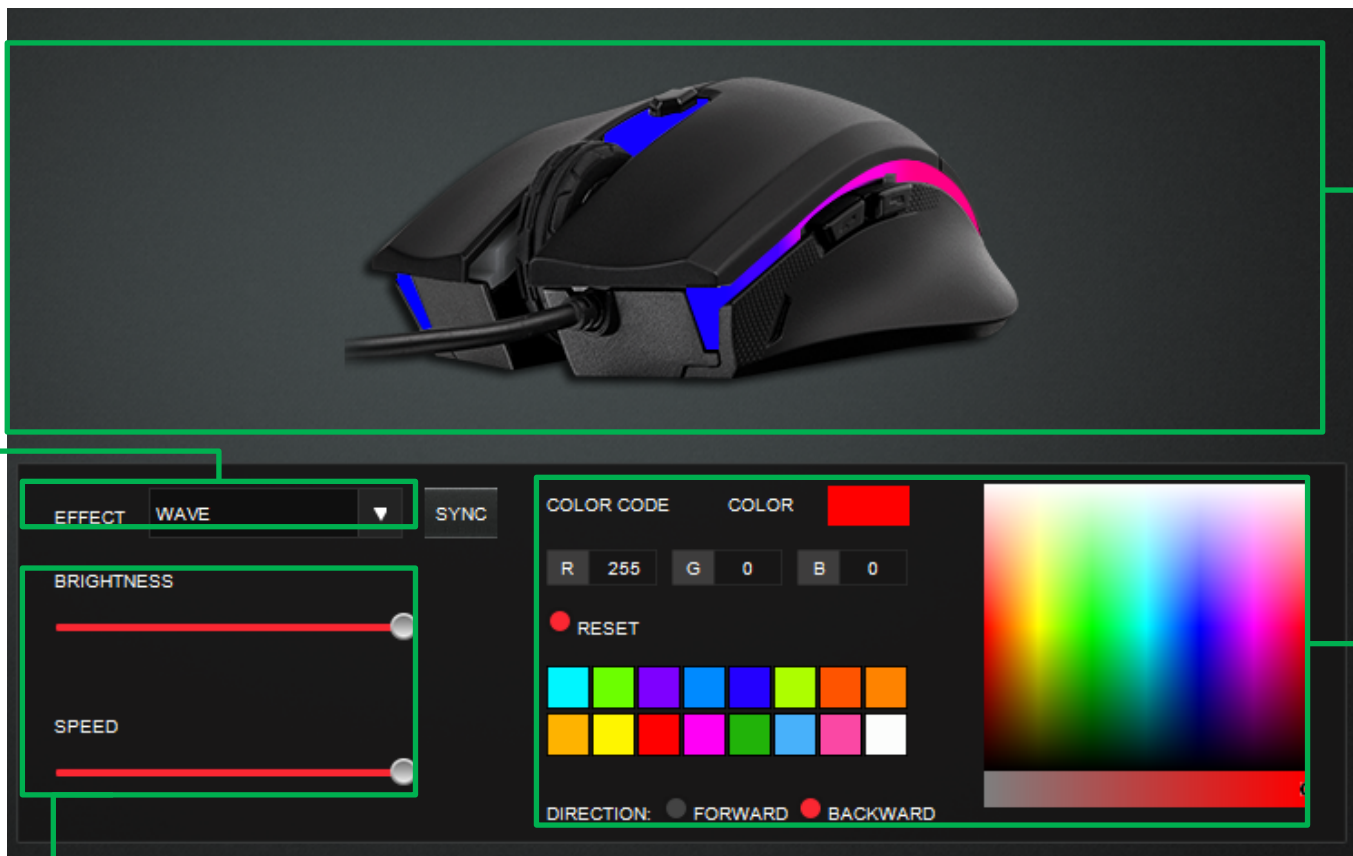 EFFECT WAVE ▼ SYNC
BRIGHTNESS
SPEED
COLOR CODE COLOR
R 255 G 0 B 0
RESET
DIRECTION: FORWARD BACKWARD